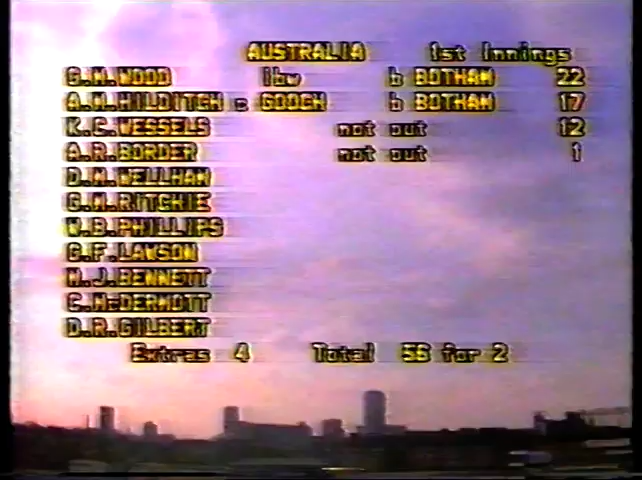 AUSTRALIA 1st Innings
G.M.WOOD lbw b BOTHAM 22
A.M.HILDITCH c GOOCH b BOTHAM 17
K.C.WESSELS not out 12
A.R.BORDER not out 1
D.M.WELLHAM
G.M.RITCHIE
W.B.PHILLIPS
G.F.LAWSON
M.J.BENNETT
C.McDERMOTT
D.R.GILBERT
Extras 4 Total 56 for 2